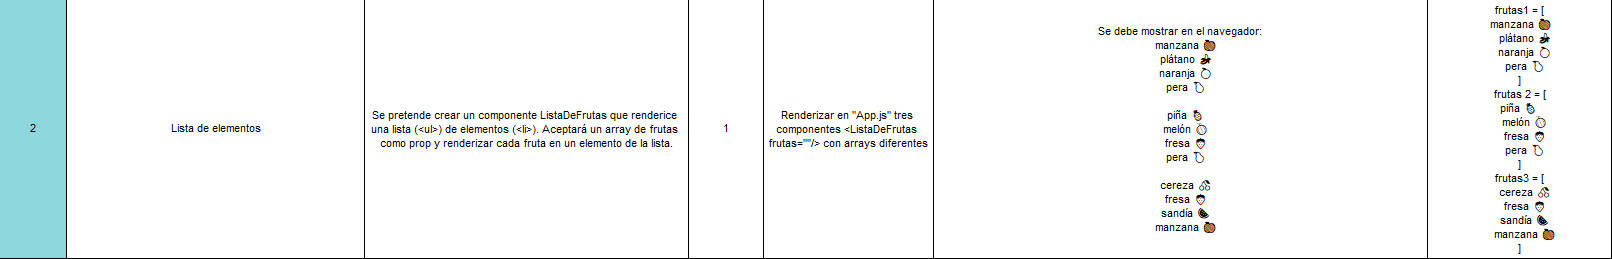 2
Lista de elementos
Se pretende crear un componente ListaDeFrutas que renderice
una lista (<ul>) de elementos (<li>). Aceptará un array de frutas
como prop y renderizar cada fruta en un elemento de la lista.
1
Renderizar en "App.js" tres
componentes <ListaDeFrutas
frutas=""/> con arrays diferentes
Se debe mostrar en el navegador:
manzana 🍎
plátano 🍌
naranja 🍊
pera 🍐
piña 🍍
melón 🍈
fresa 🍓
pera 🍐
cereza 🍒
fresa 🍓
sandía 🍉
manzana 🍎
frutas1 = [
manzana 🍎
plátano 🍌
naranja 🍊
pera 🍐
]
frutas 2 = [
piña 🍍
melón 🍈
fresa 🍓
pera 🍐
]
frutas3 = [
cereza 🍒
fresa 🍓
sandía 🍉
manzana 🍎
]